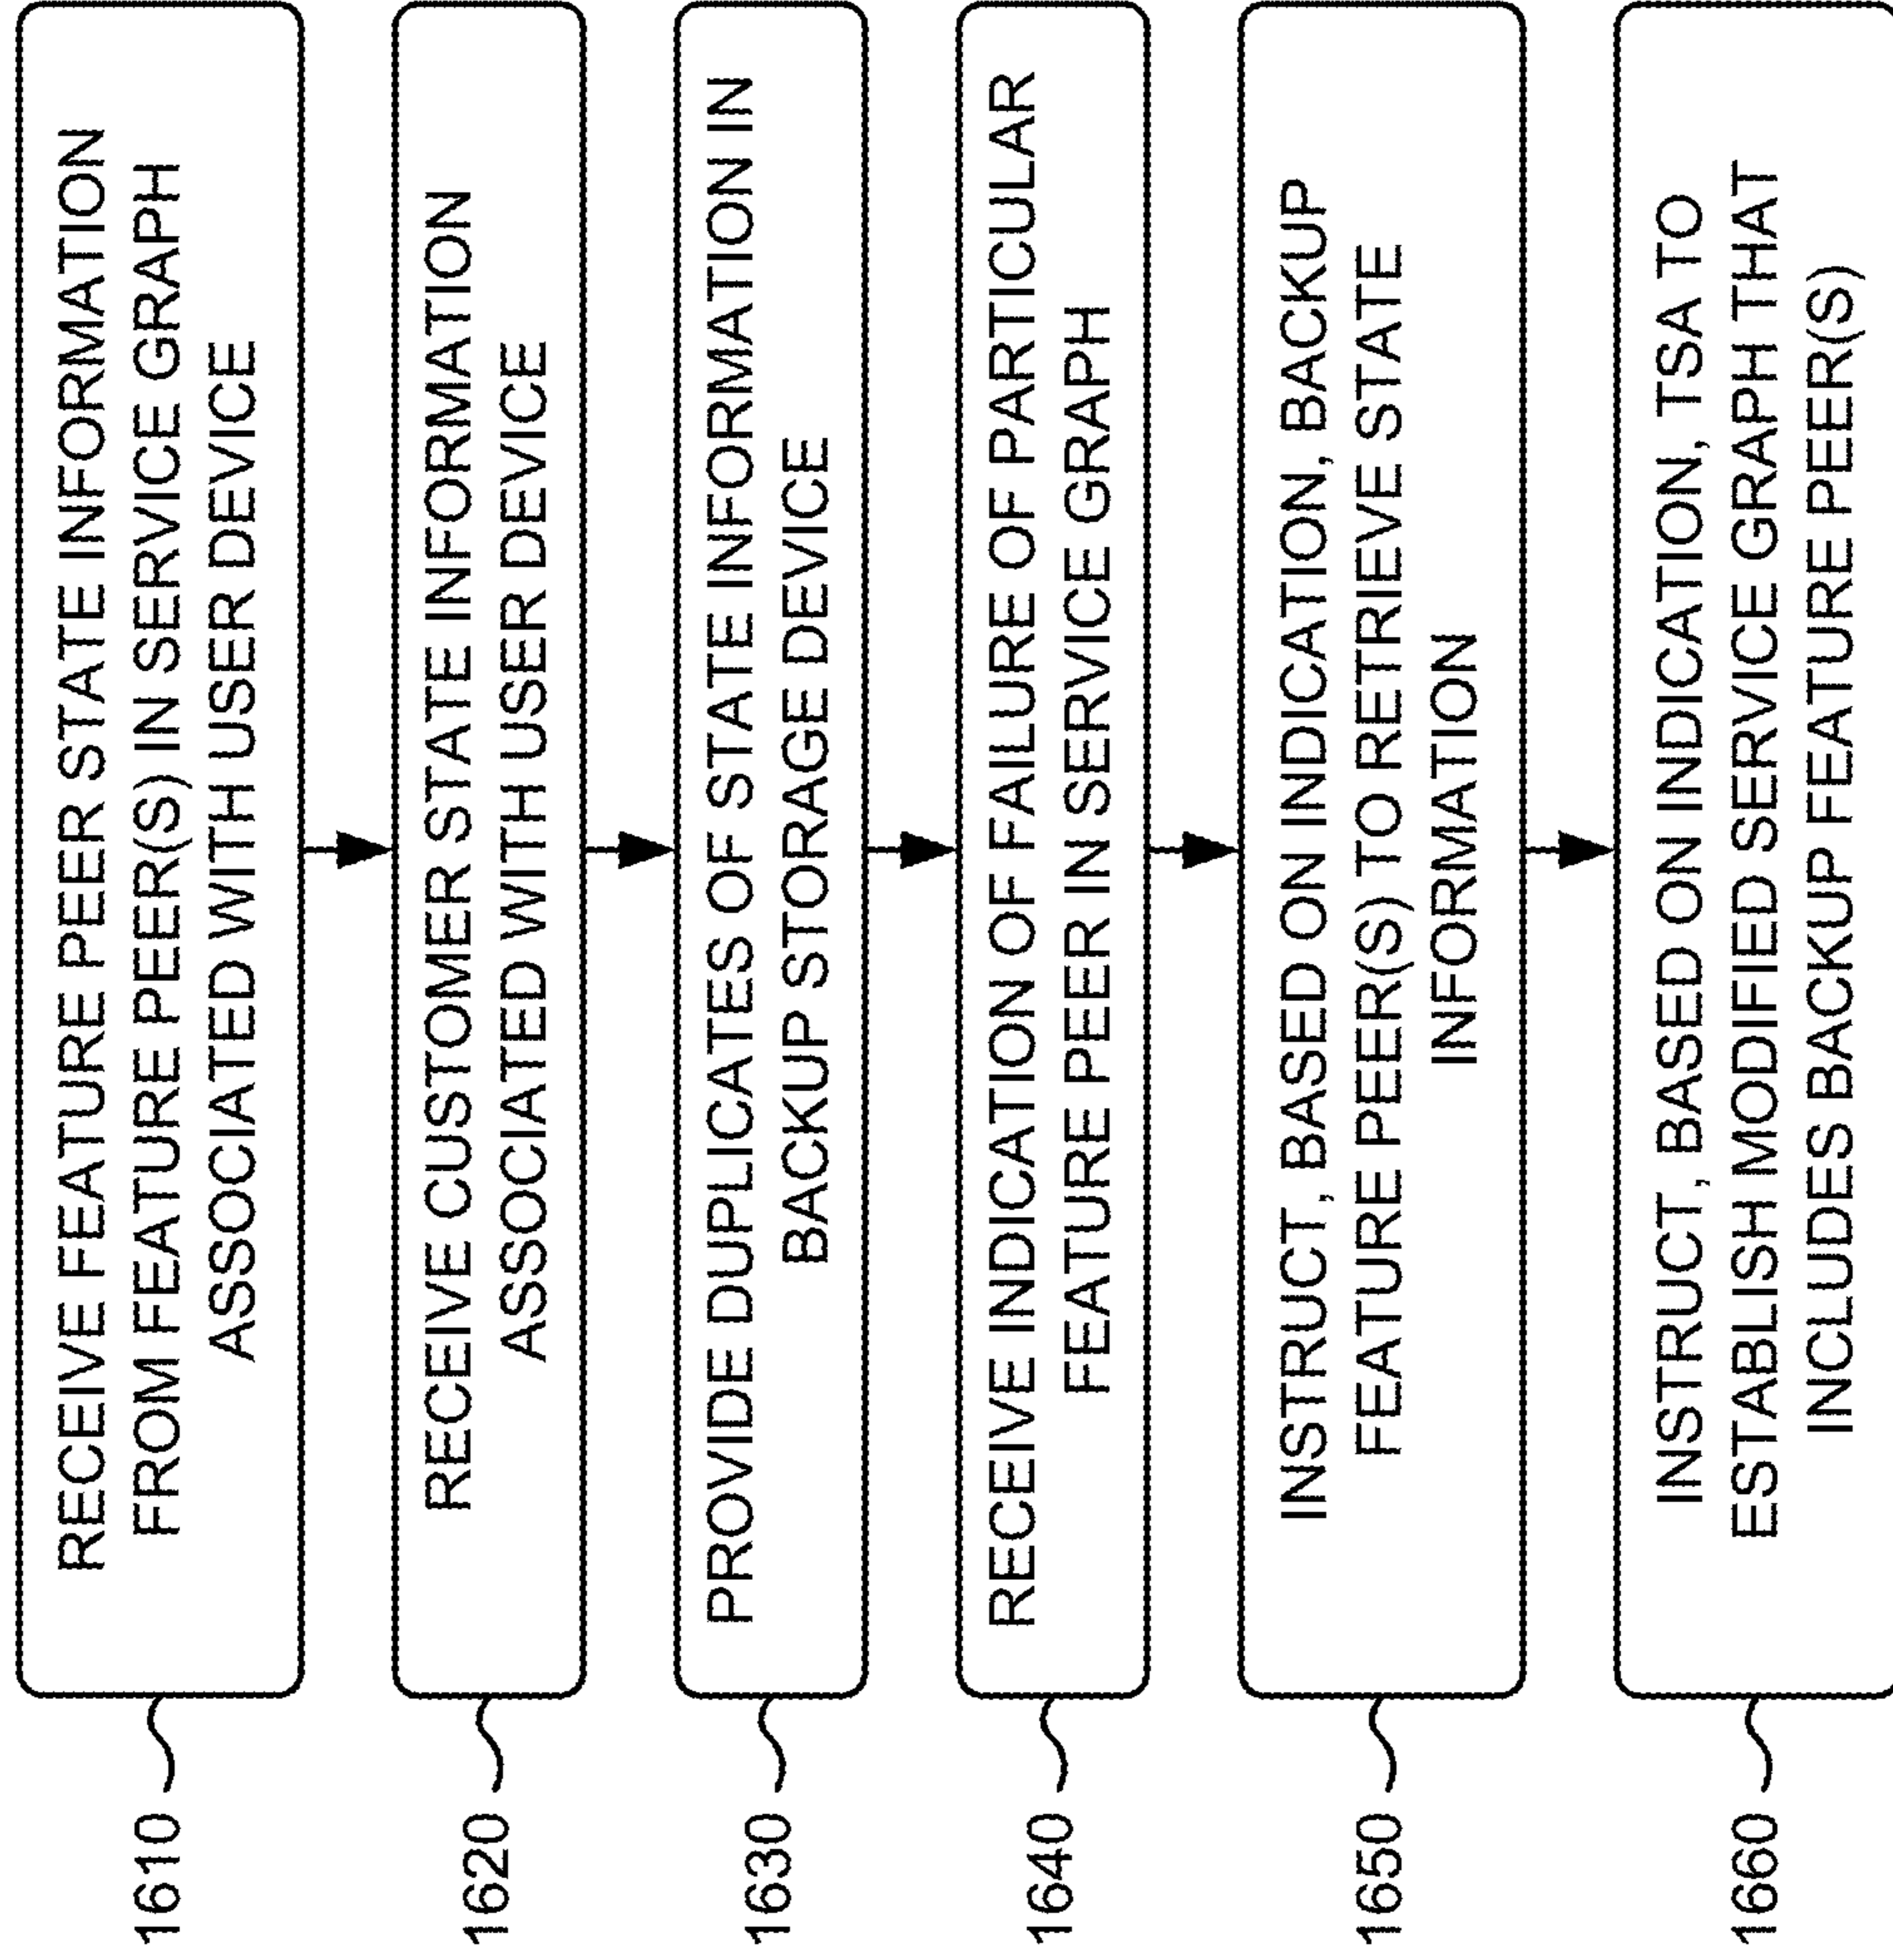 1610
RECEIVE FEATURE PEER STATE INFORMATION
FROM FEATURE PEER(S) IN SERVICE GRAPH
ASSOCIATED WITH USER DEVICE
1620
RECEIVE CUSTOMER STATE INFORMATION
ASSOCIATED WITH USER DEVICE
1630
PROVIDE DUPLICATES OF STATE INFORMATION IN
BACKUP STORAGE DEVICE
1640
RECEIVE INDICATION OF FAILURE OF PARTICULAR
FEATURE PEER IN SERVICE GRAPH
1650
INSTRUCT, BASED ON INDICATION, BACKUP
FEATURE PEER(S) TO RETRIEVE STATE
INFORMATION
1660
INSTRUCT, BASED ON INDICATION, TSA TO
ESTABLISH MODIFIED SERVICE GRAPH THAT
INCLUDES BACKUP FEATURE PEER(S)